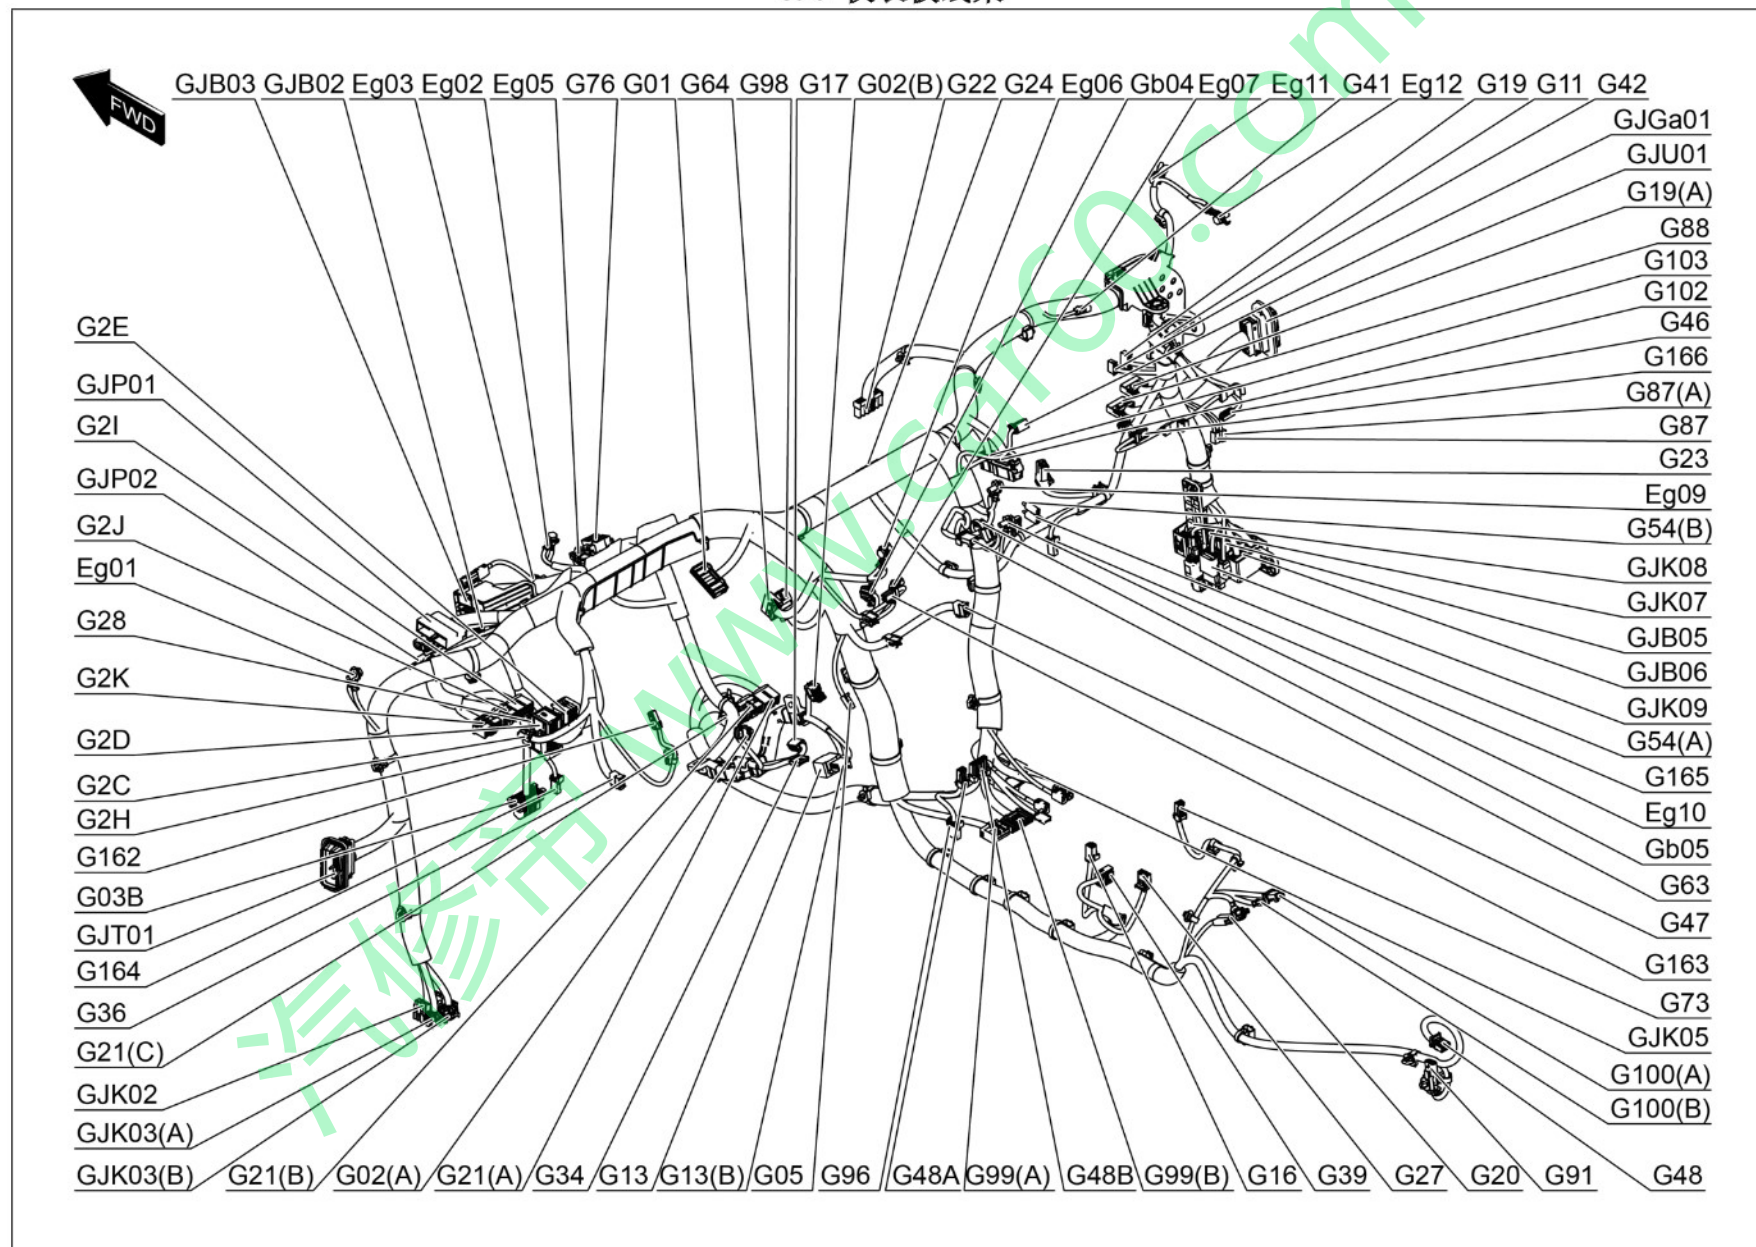 GJB03 GJB02 Eg03 Eg02 Eg05 G76 G01 G64 G98 G17 G02(B) G22 G24 Eg06 Gb04 Eg07 Eg11 G41 Eg12 G19 G11 G42
FWD
GJGa01
GJU01
G19(A)
G88
G103
G102
G46
G166
G87(A)
G87
G23
Eg09
G54(B)
GJK08
GJK07
GJB05
GJB06
GJK09
G54(A)
G165
Eg10
Gb05
G63
G47
G163
G73
GJK05
G100(A)
G100(B)
G2E
GJP01
G2I
GJP02
G2J
Eg01
G28
G2K
G2D
G2C
G2H
G162
G03B
GJT01
G164
G36
G21(C)
GJK02
GJK03(A)
GJK03(B) G21(B) G02(A) G21(A) G34 G13 G13(B) G05 G96 G48A G99(A) G48B G99(B) G16 G39 G27 G20 G91 G48
汽修帮 www.car60.com